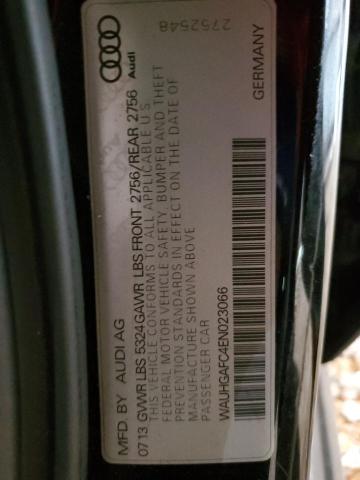 MFD. BY AUDI AG
07 13 GVWR LBS 5324 GAWR LBS FRONT 2756/REAR 2756
THIS VEHICLE CONFORMS TO ALL APPLICABLE U S
FEDERAL MOTOR VEHICLE SAFETY, BUMPER AND THEFT
PREVENTION STANDARDS IN EFFECT ON THE DATE OF
MANUFACTURE SHOWN ABOVE
PASSENGER CAR
WAUHGAFC4EN023066
GERMANY
Audi
2752548